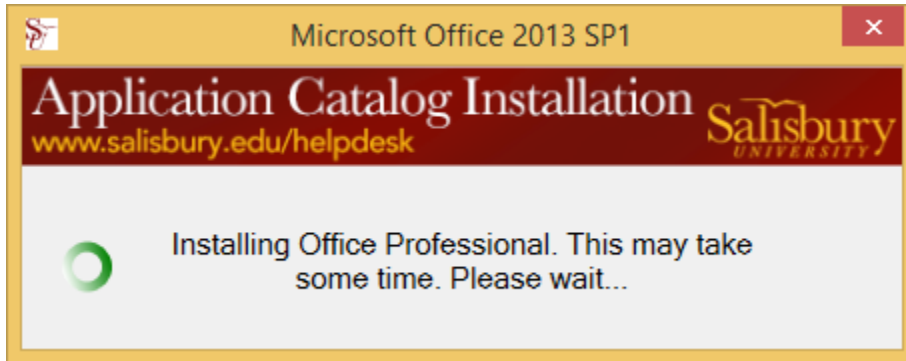 Microsoft Office 2013 SP1
Application Catalog Installation
www.salisbury.edu/helpdesk
Salisbury
UNIVERSITY
Installing Office Professional. This may take
some time. Please wait...